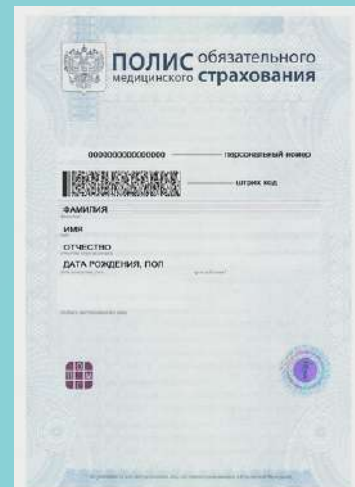 ПОЛИС обязательного
медицинского страхования
0000000000000000 персональный номер
штрих код
ФАМИЛИЯ
ИМЯ
ОТЧЕСТВО
ДАТА РОЖДЕНИЯ, ПОЛ